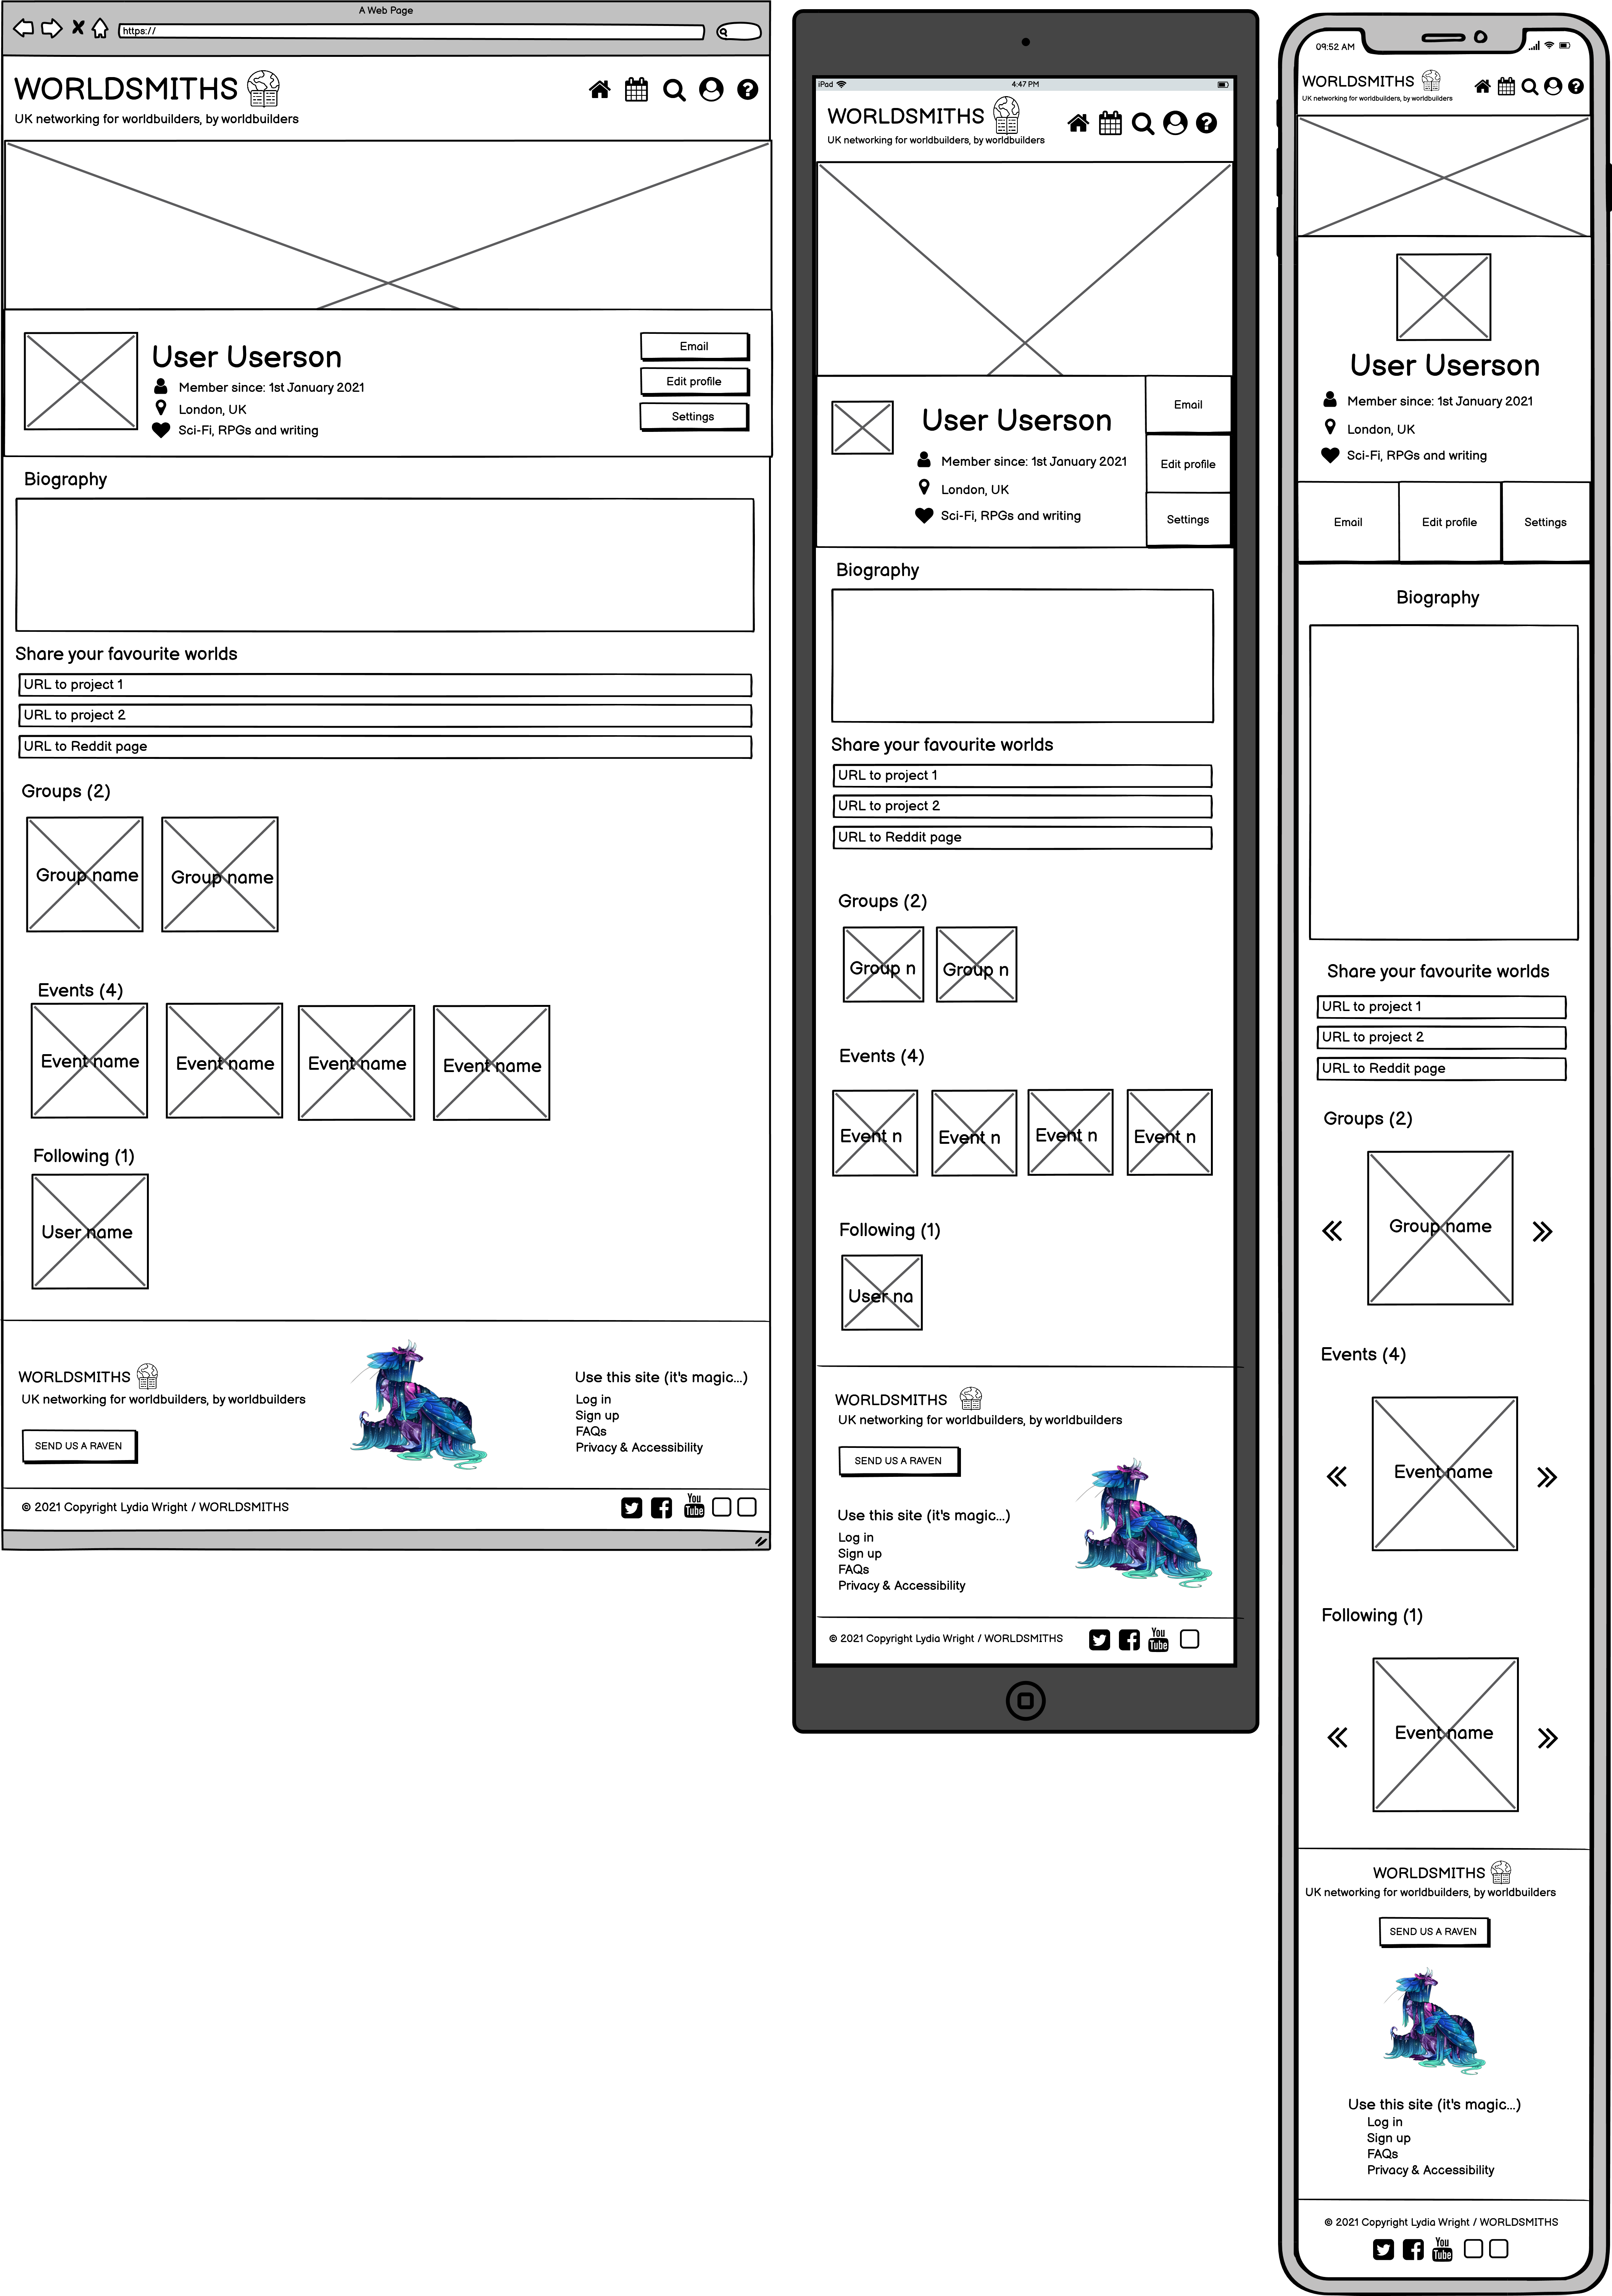 A Web Page
https://
WORLDSMITHS
UK networking for worldbuilders, by worldbuilders
User Userson
Member since: 1st January 2021
London, UK
Sci-Fi, RPGs and writing
Email
Edit profile
Settings
Biography
Share your favourite worlds
URL to project 1
URL to project 2
URL to Reddit page
Groups (2)
Group name
Group name
Events (4)
Event name
Event name
Event name
Event name
Following (1)
User name
WORLDSMITHS
UK networking for worldbuilders, by worldbuilders
SEND US A RAVEN
Use this site (it's magic...)
Log in
Sign up
FAQs
Privacy & Accessibility
© 2021 Copyright Lydia Wright / WORLDSMITHS
You
Tube
iPad
4:47 PM
WORLDSMITHS
UK networking for worldbuilders, by worldbuilders
User Userson
Member since: 1st January 2021
London, UK
Sci-Fi, RPGs and writing
Email
Edit profile
Settings
Biography
Share your favourite worlds
URL to project 1
URL to project 2
URL to Reddit page
Groups (2)
Group n
Group n
Events (4)
Event n
Event n
Event n
Event n
Following (1)
User na
WORLDSMITHS
UK networking for worldbuilders, by worldbuilders
SEND US A RAVEN
Use this site (it's magic...)
Log in
Sign up
FAQs
Privacy & Accessibility
© 2021 Copyright Lydia Wright / WORLDSMITHS
You
Tube
09:52 AM
WORLDSMITHS
UK networking for worldbuilders, by worldbuilders
User Userson
Member since: 1st January 2021
London, UK
Sci-Fi, RPGs and writing
Email
Edit profile
Settings
Biography
Share your favourite worlds
URL to project 1
URL to project 2
URL to Reddit page
Groups (2)
Group name
Events (4)
Event name
Following (1)
Event name
WORLDSMITHS
UK networking for worldbuilders, by worldbuilders
SEND US A RAVEN
Use this site (it's magic...)
Log in
Sign up
FAQs
Privacy & Accessibility
© 2021 Copyright Lydia Wright / WORLDSMITHS
You
Tube